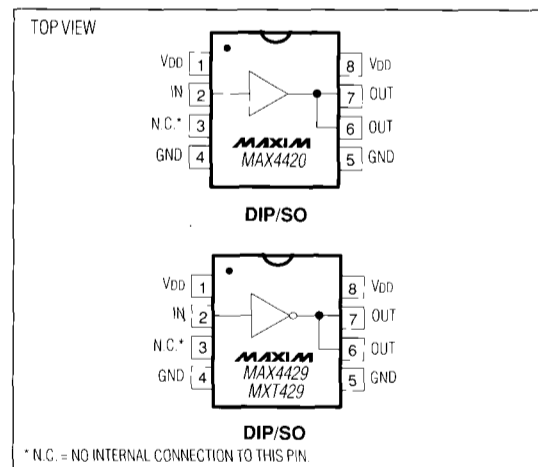 TOP VIEW
VDD 1
8 VDD
IN 2
7 OUT
N.C.* 3
6 OUT
GND 4
5 GND
MAXIM
MAX4420
DIP/SO
VDD 1
8 VDD
IN 2
7 OUT
N.C.* 3
6 OUT
GND 4
5 GND
MAXIM
MAX4429
MXT429
DIP/SO
* N.C. = NO INTERNAL CONNECTION TO THIS PIN.